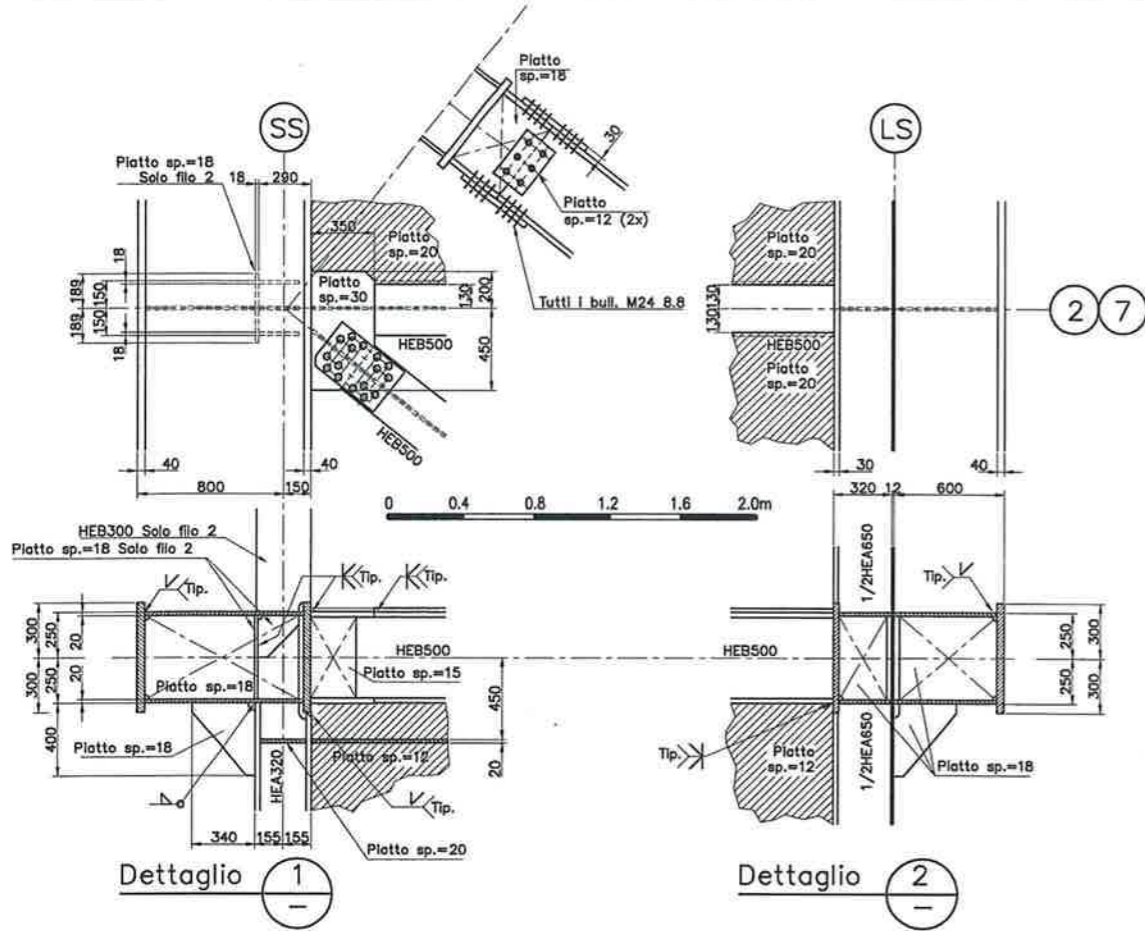 SS
LS
Piatto
sp.=18
30
Piatto sp.=18
Solo filo 2
18
290
350
Piatto
sp.=12 (2x)
Piatto
sp.=20
Piatto
sp.=20
18
189
150
189
150
18
Piatto
sp.=30
130
200
450
Tutti i bull. M24 8.8
HEB500
HEB500
130
130
HEB500
Piatto
sp.=20
2
7
40
40
800
150
30
40
320
12
600
0
0.4
0.8
1.2
1.6
2.0m
HEB300 Solo filo 2
Piatto sp.=18 Solo filo 2
Tip.
Tip.
Tip.
1/2HEA650
Tip.
300
250
20
300
250
20
400
HEB500
Piatto sp.=15
Piatto sp.=18
450
20
HEB500
250
300
250
300
Piatto sp.=18
HEA320
Piatto sp.=12
Tip.
Tip.
Piatto
sp.=12
1/2HEA650
Piatto sp.=18
340
155
155
Piatto sp.=20
Dettaglio
1
–
Dettaglio
2
–